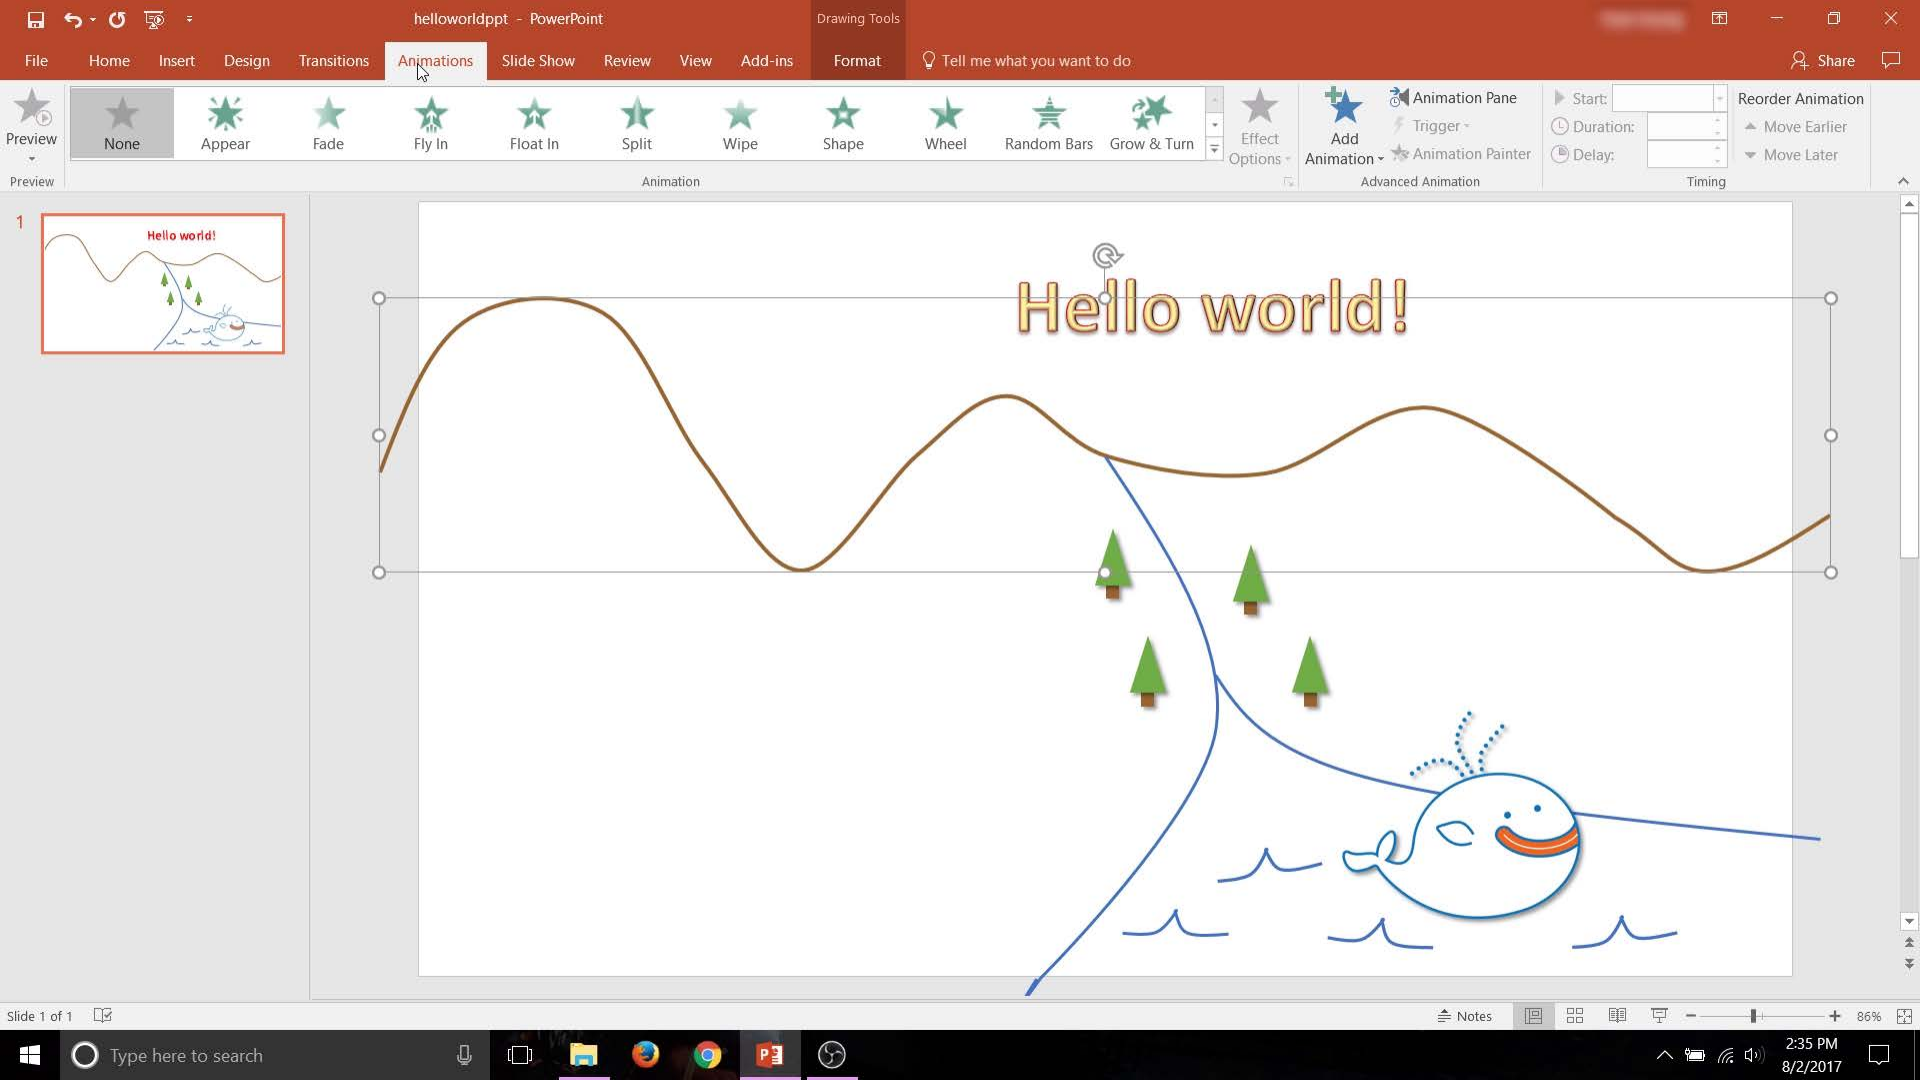 helloworldppt - PowerPoint
Drawing Tools
File Home Insert Design Transitions Animations Slide Show Review View Add-ins Format Tell me what you want to do Share
Preview
None Appear Fade Fly In Float In Split Wipe Shape Wheel Random Bars Grow & Turn
Effect Options
Add Animation
Animation Pane
Trigger
Animation Painter
Start:
Duration:
Delay:
Reorder Animation
Move Earlier
Move Later
Preview Animation Advanced Animation Timing
1
Hello world!
Hello world!
Slide 1 of 1
Notes
86%
Type here to search
2:35 PM
8/2/2017